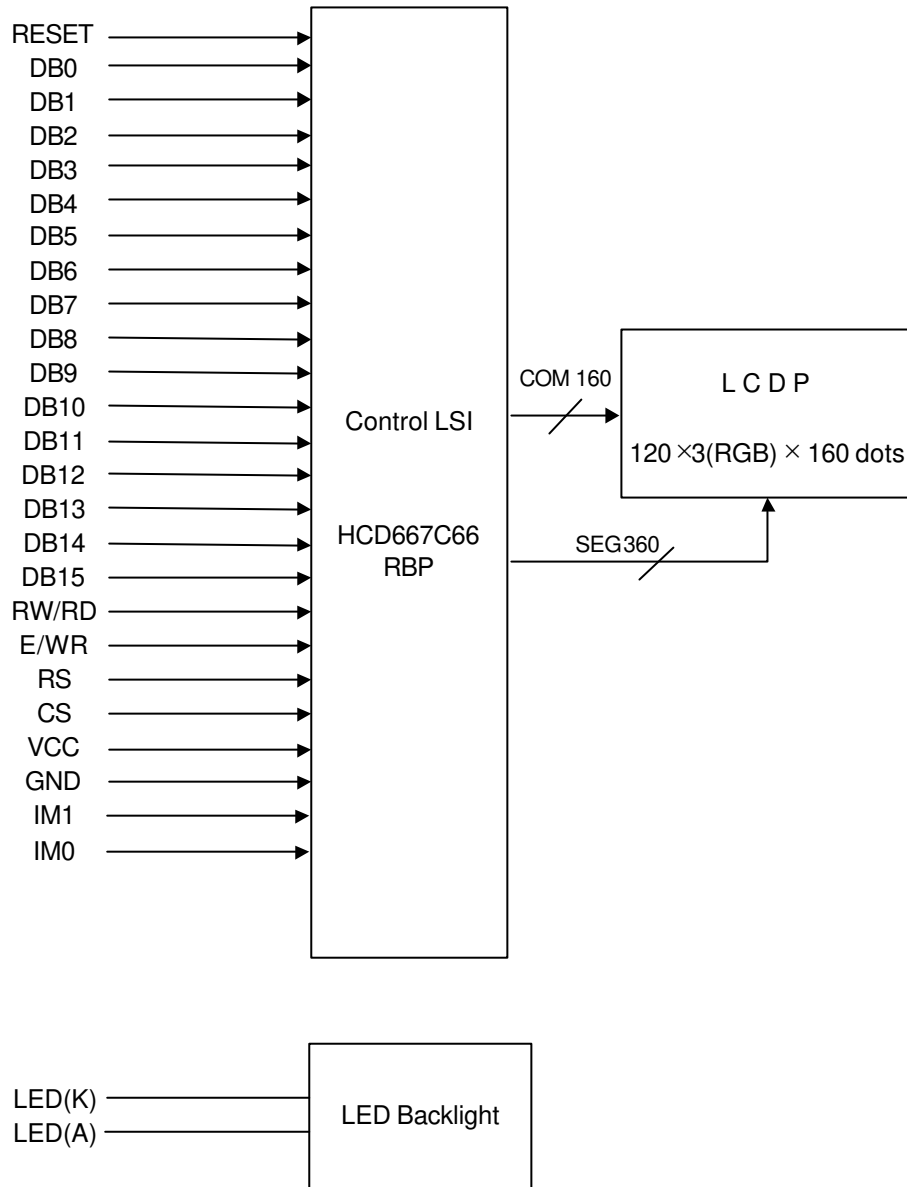 RESET
DB0
DB1
DB2
DB3
DB4
DB5
DB6
DB7
DB8
DB9
DB10
DB11
DB12
DB13
DB14
DB15
RW/RD
E/WR
RS
CS
VCC
GND
IM1
IM0
Control LSI
HCD667C66
RBP
COM 160
SEG360
L C D P
120 ×3(RGB) × 160 dots
LED(K)
LED(A)
LED Backlight